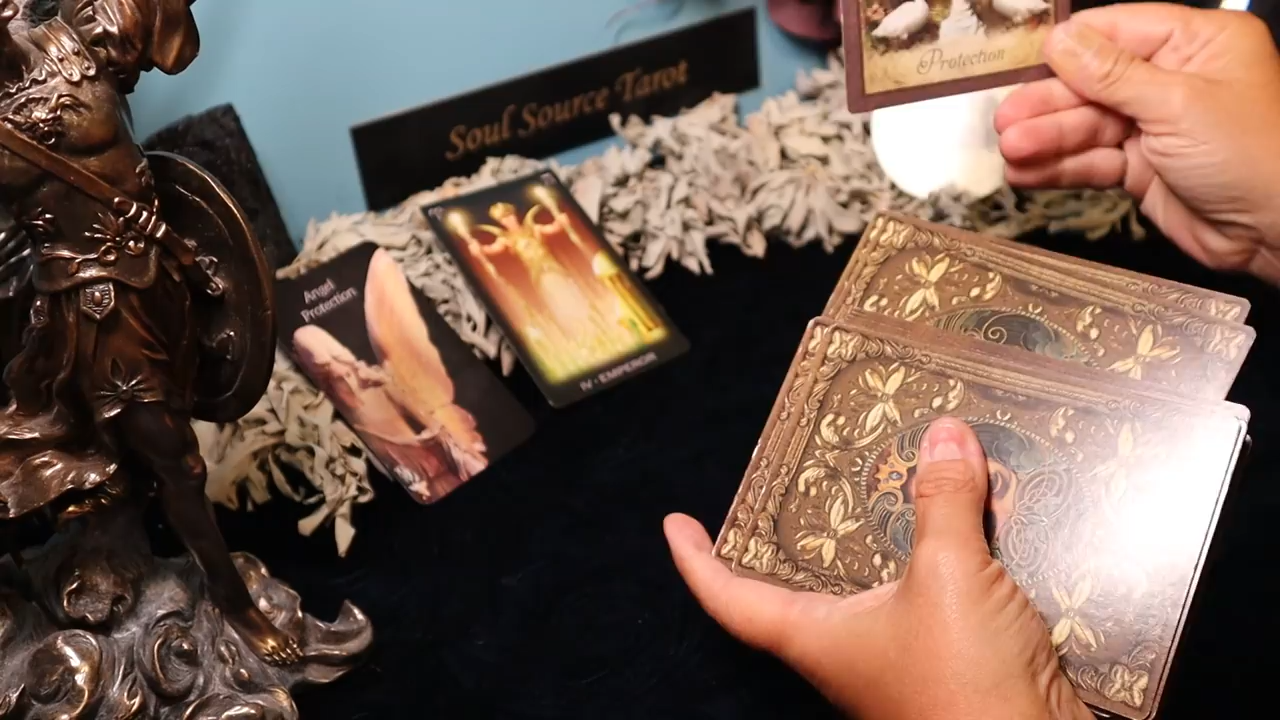 Protection
Soul Source Tarot
Angel
Protection
IV · EMPEROR